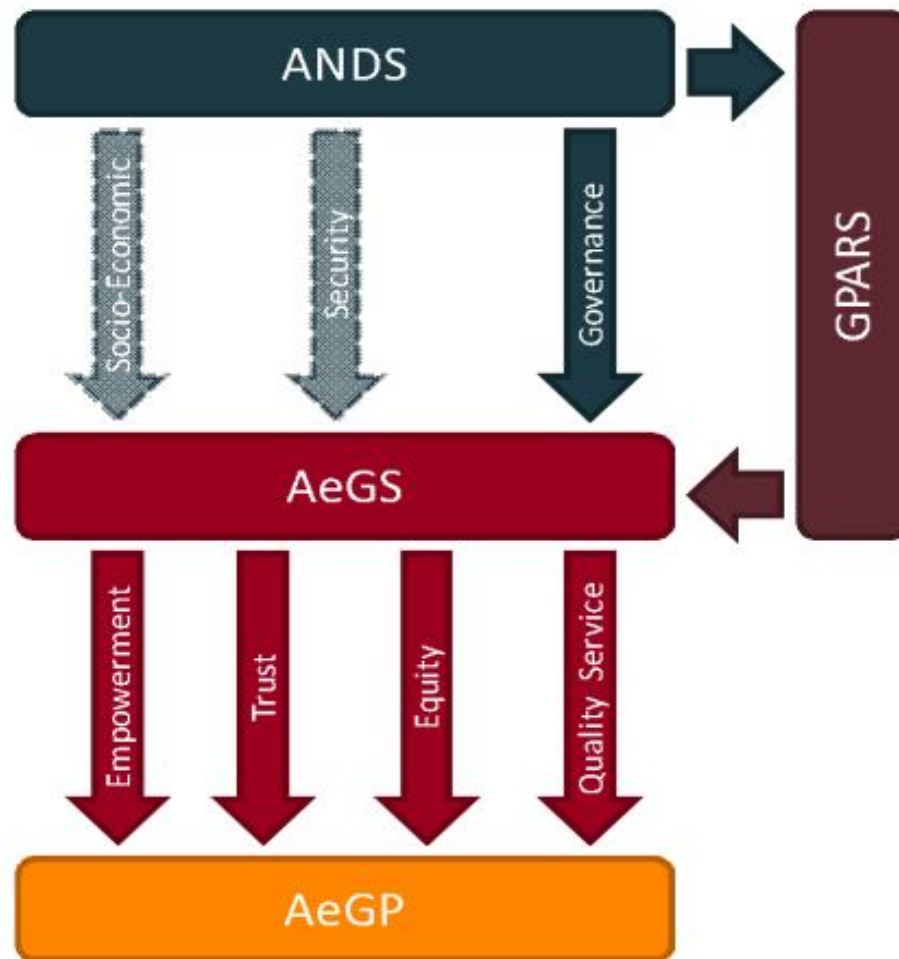 ANDS
GPARS
Socio-Economic
Security
Governance
AeGS
Empowerment
Trust
Equity
Quality Service
AeGP